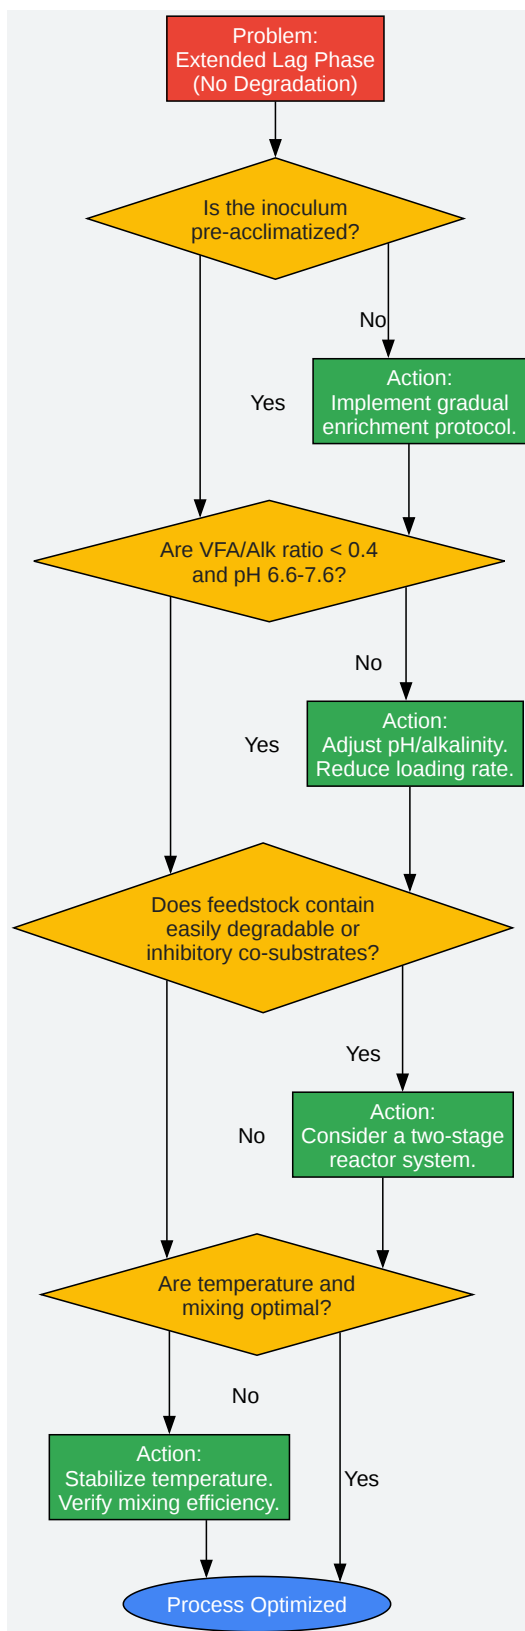 Problem:
Extended Lag Phase
(No Degradation)
Is the inoculum
pre-acclimatized?
No
Action:
Implement gradual
enrichment protocol.
Yes
Are VFA/Alk ratio < 0.4
and pH 6.6-7.6?
No
Action:
Adjust pH/alkalinity.
Reduce loading rate.
Yes
Does feedstock contain
easily degradable or
inhibitory co-substrates?
Yes
Action:
Consider a two-stage
reactor system.
No
Are temperature and
mixing optimal?
No
Action:
Stabilize temperature.
Verify mixing efficiency.
Yes
Process Optimized